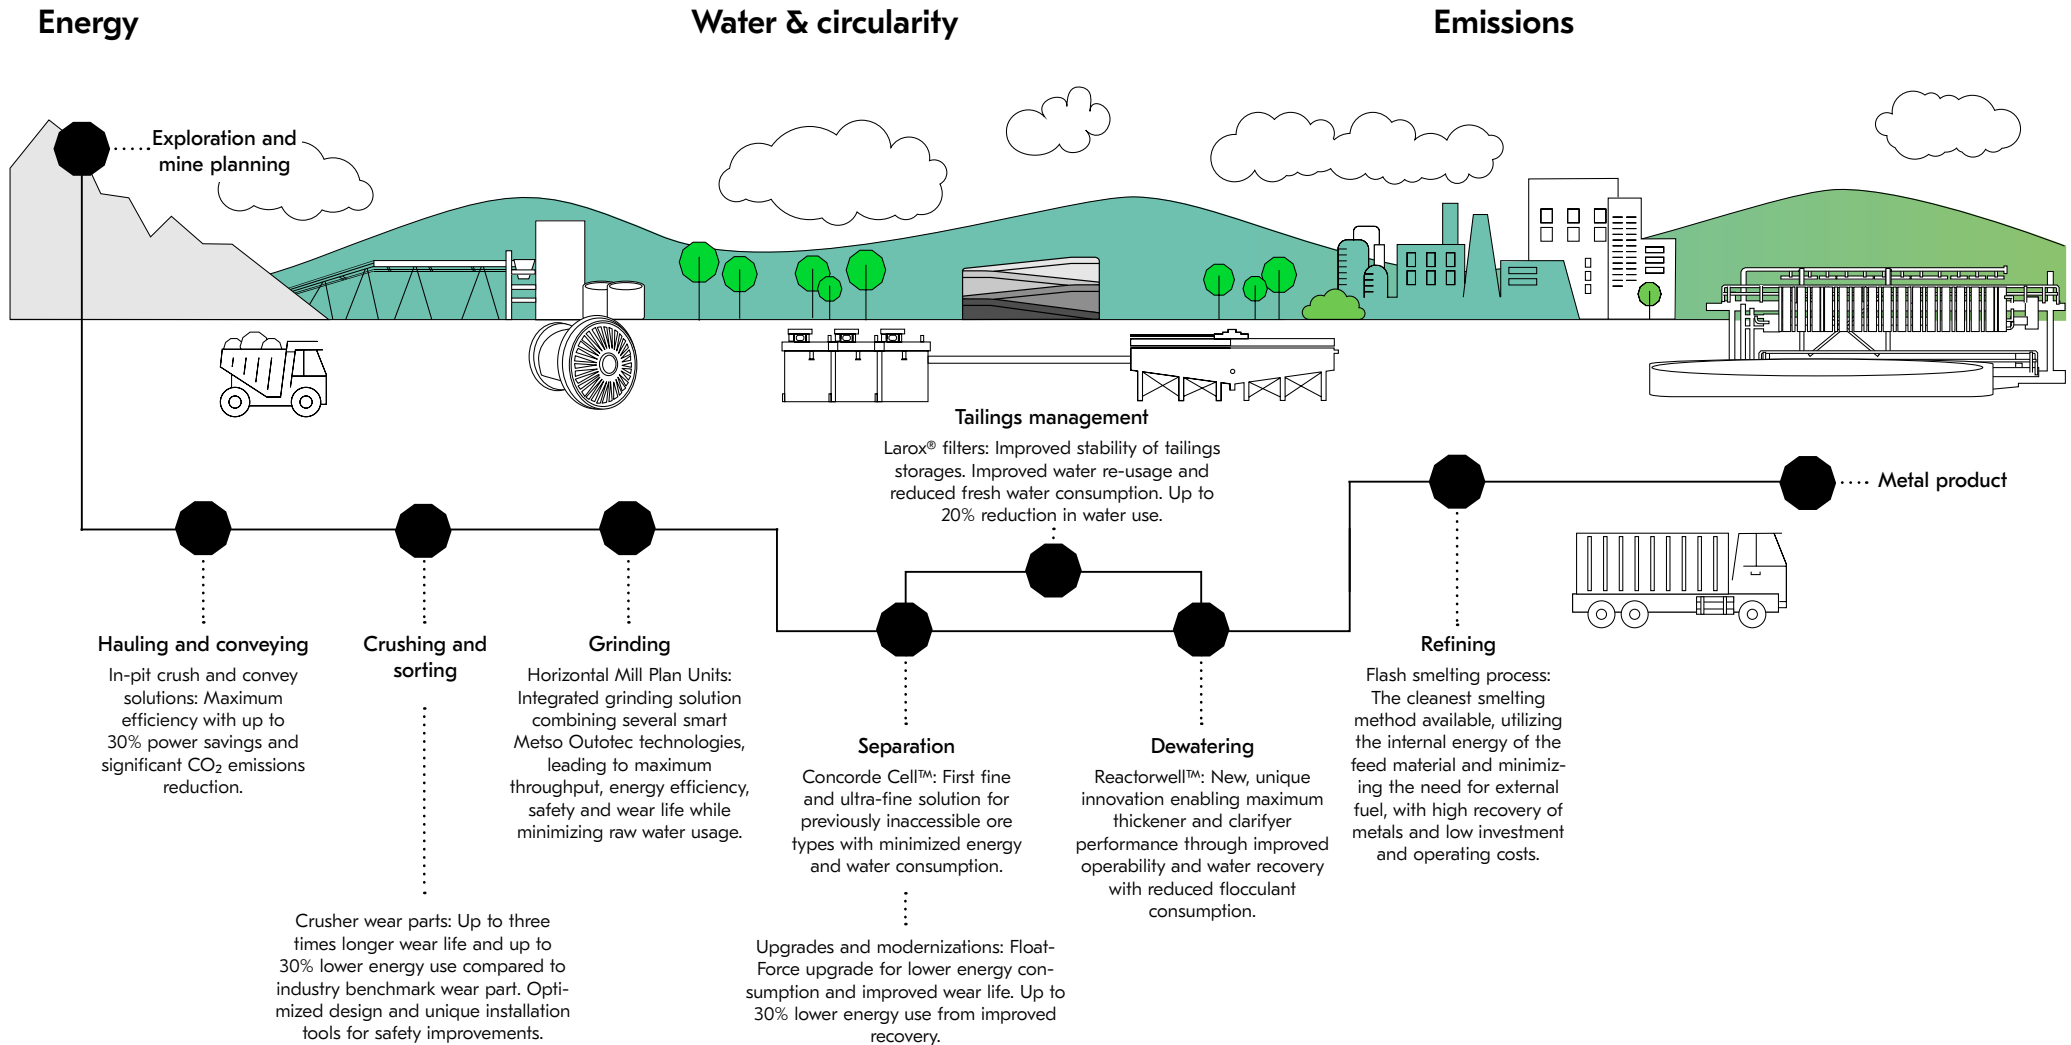 Energy
Water & circularity
Emissions
Exploration and
mine planning
Tailings management
Larox® filters: Improved stability of tailings
storages. Improved water re-usage and
reduced fresh water consumption. Up to
20% reduction in water use.
Metal product
Hauling and conveying
In-pit crush and convey
solutions: Maximum
efficiency with up to
30% power savings and
significant CO₂ emissions
reduction.
Crushing and
sorting
Crusher wear parts: Up to three
times longer wear life and up to
30% lower energy use compared to
industry benchmark wear part. Opti-
mized design and unique installation
tools for safety improvements.
Grinding
Horizontal Mill Plan Units:
Integrated grinding solution
combining several smart
Metso Outotec technologies,
leading to maximum
throughput, energy efficiency,
safety and wear life while
minimizing raw water usage.
Separation
Concorde Cell™: First fine
and ultra-fine solution for
previously inaccessible ore
types with minimized energy
and water consumption.
Upgrades and modernizations: Float-
Force upgrade for lower energy con-
sumption and improved wear life. Up to
30% lower energy use from improved
recovery.
Dewatering
Reactorwell™: New, unique
innovation enabling maximum
thickener and clarifyer
performance through improved
operability and water recovery
with reduced flocculant
consumption.
Refining
Flash smelting process:
The cleanest smelting
method available, utilizing
the internal energy of the
feed material and minimiz-
ing the need for external
fuel, with high recovery of
metals and low investment
and operating costs.